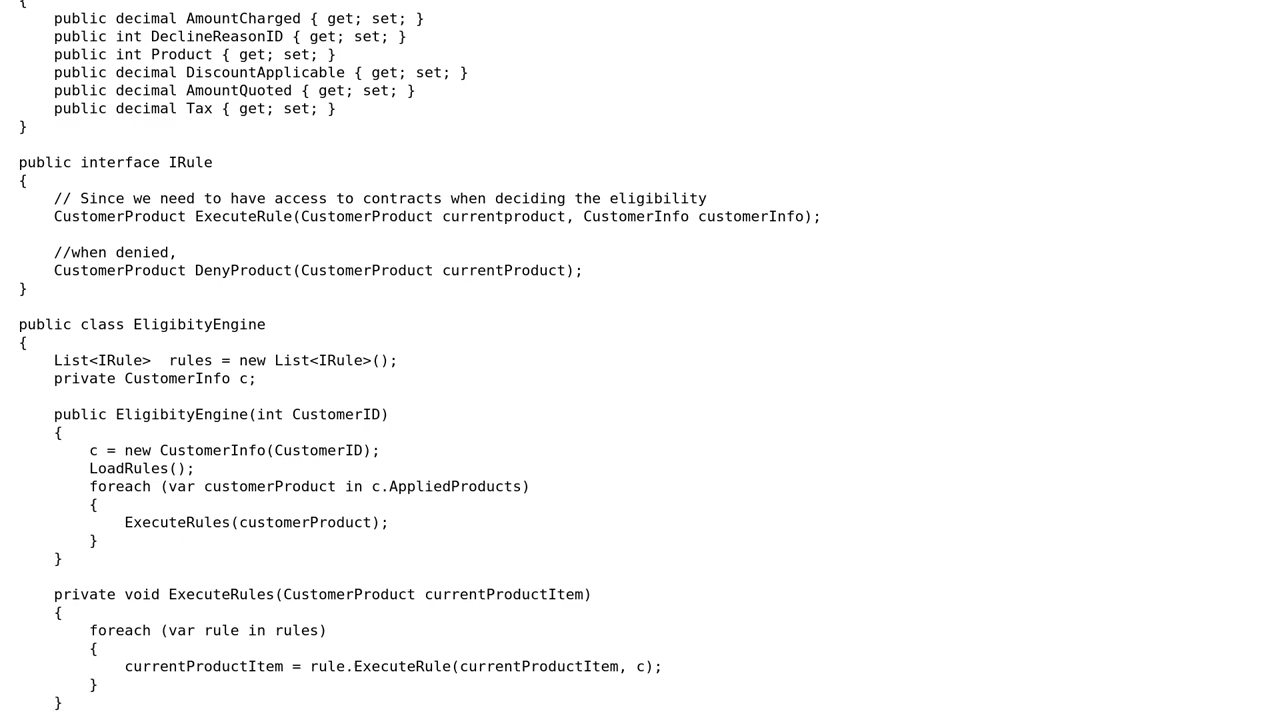 {
    public decimal AmountCharged { get; set; }
    public int DeclineReasonID { get; set; }
    public int Product { get; set; }
    public decimal DiscountApplicable { get; set; }
    public decimal AmountQuoted { get; set; }
    public decimal Tax { get; set; }
}

public interface IRule
{
    // Since we need to have access to contracts when deciding the eligibility
    CustomerProduct ExecuteRule(CustomerProduct currentproduct, CustomerInfo customerInfo);

    //when denied,
    CustomerProduct DenyProduct(CustomerProduct currentProduct);
}

public class EligibityEngine
{
    List<IRule>  rules = new List<IRule>();
    private CustomerInfo c;

    public EligibityEngine(int CustomerID)
    {
        c = new CustomerInfo(CustomerID);
        LoadRules();
        foreach (var customerProduct in c.AppliedProducts)
        {
            ExecuteRules(customerProduct);
        }
    }

    private void ExecuteRules(CustomerProduct currentProductItem)
    {
        foreach (var rule in rules)
        {
            currentProductItem = rule.ExecuteRule(currentProductItem, c);
        }
    }